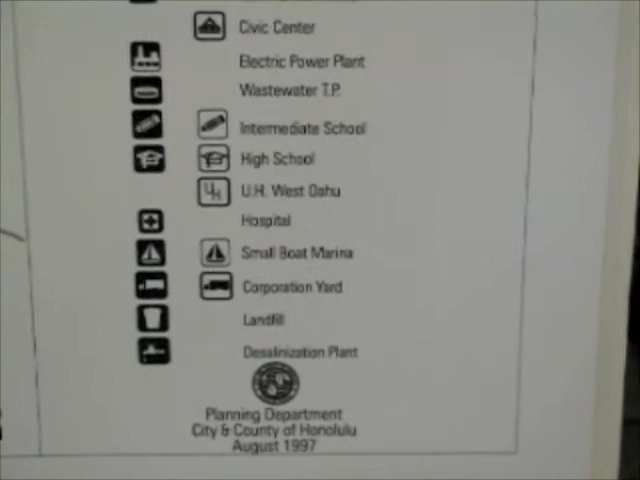 Civic Center
Electric Power Plant
Wastewater T.P.
Intermediate School
High School
UH U.H. West Oahu
Hospital
Small Boat Marina
Corporation Yard
Landfill
Desalinization Plant
Planning Department
City & County of Honolulu
August 1997